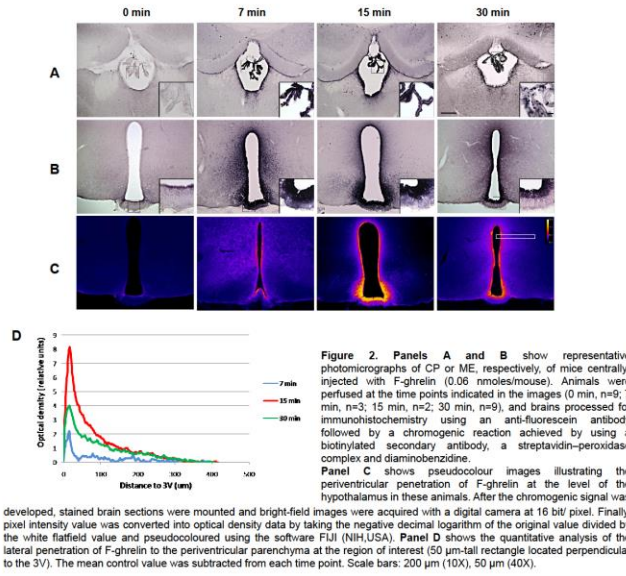 0 min 7 min 15 min 30 min
A
B
C
D
Optical density [relative units]
9
8
7
6
5
4
3
2
1
0
0 100 200 300 400 500
Distance to 3V (um)
7 min
15 min
30 min
Figure 2. Panels A and B show representative
photomicrographs of CP or ME, respectively, of mice centrally
injected with F-ghrelin (0.06 nmoles/mouse). Animals were
perfused at the time points indicated in the images (0 min, n=9;
min, n=3; 15 min, n=2; 30 min, n=9), and brains processed for
immunohistochemistry using an anti-fluorescein antibody
followed by a chromogenic reaction achieved by using a
biotinylated secondary antibody, a streptavidin–peroxidase
complex and diaminobenzidine.
Panel C shows pseudocolour images illustrating the
periventricular penetration of F-ghrelin at the level of the
hypothalamus in these animals. After the chromogenic signal was
developed, stained brain sections were mounted and bright-field images were acquired with a digital camera at 16 bit/ pixel. Finally
pixel intensity value was converted into optical density data by taking the negative decimal logarithm of the original value divided by
the white flatfield value and pseudocoloured using the software FIJI (NIH,USA). Panel D shows the quantitative analysis of the
lateral penetration of F-ghrelin to the periventricular parenchyma at the region of interest (50 µm-tall rectangle located perpendicular
to the 3V). The mean control value was subtracted from each time point. Scale bars: 200 µm (10X), 50 µm (40X).